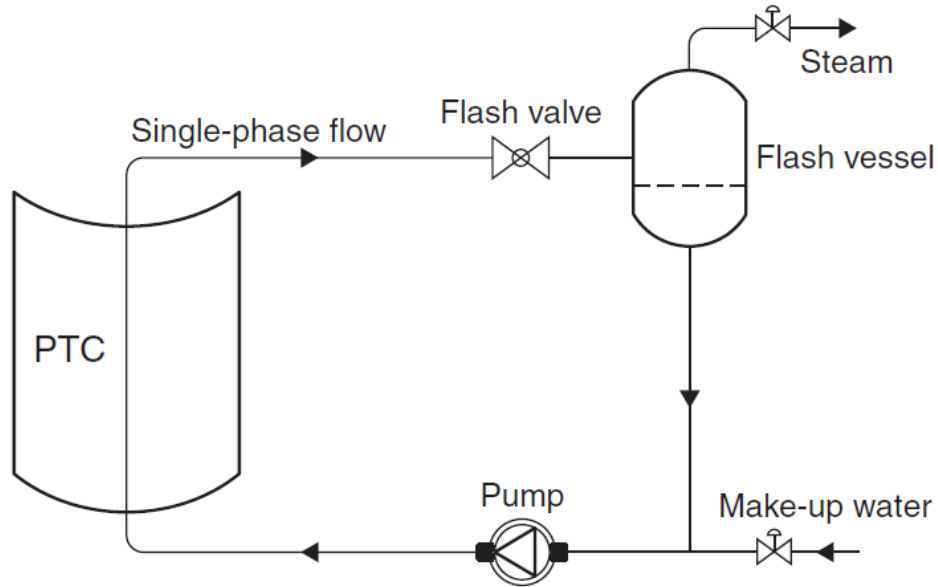 Steam
Flash valve
Single-phase flow
Flash vessel
PTC
Pump
Make-up water